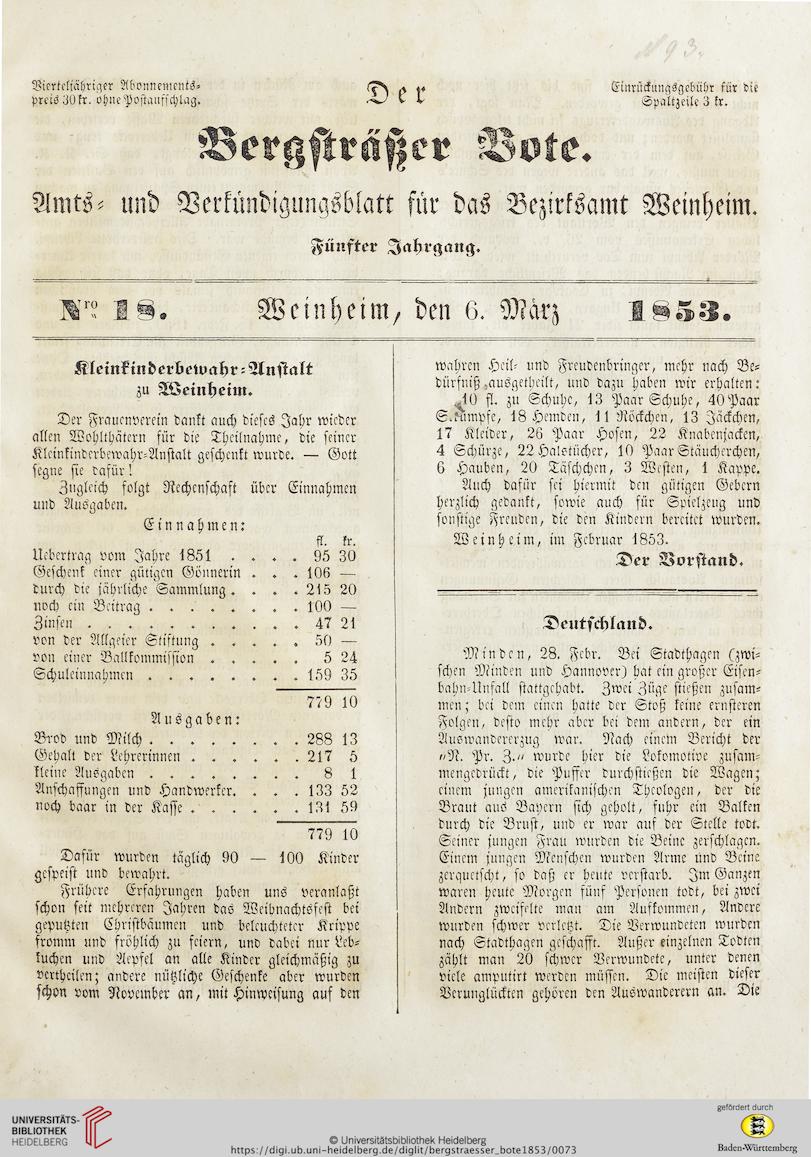 Vierteljähriger Abonnements-
preis 30 kr. ohne Postaufschlag.
Der
Einrückungsgebühr für die
Spaltzeile 3 kr.
Bergsträßer Bote.
Amts- und Verkündigungsblatt für das Bezirksamt Weinheim.
Fünfter Jahrgang.
Nro 18. Weinheim, den 6. März 1853.
Kleinkinderbewahr-Anstalt
zu Weinheim.
Der Frauenverein dankt auch dieses Jahr wieder
allen Wohlthätern für die Theilnahme, die seiner
Kleinkinderbewahr-Anstalt geschenkt wurde. — Gott
segne sie dafür!
Zugleich folgt Rechenschaft über Einnahmen
und Ausgaben.
Einnahmen:
fl. kr.
Uebertrag vom Jahre 1851 . . . . 95 30
Geschenk einer gütigen Gönnerin . . . 106 —
durch die jährliche Sammlung . . . . 215 20
noch ein Beitrag . . . . . . . . 100 —
Zinsen . . . . . . . . . . . 47 21
von der Allgeier Stiftung . . . . . 50 —
von einer Ballkommission . . . . . 5 24
Schuleinnahmen . . . . . . . . 159 35
779 10
Ausgaben:
Brod und Milch . . . . . . . . 288 13
Gehalt der Lehrerinnen . . . . . . 217 5
kleine Ausgaben . . . . . . . . 8 1
Anschaffungen und Handwerker. . . . 133 52
noch baar in der Kasse . . . . . . 131 59
779 10
Dafür wurden täglich 90 — 100 Kinder
gespeist und bewahrt.
Frühere Erfahrungen haben uns veranlaßt
schon seit mehreren Jahren das Weihnachtsfest bei
geputzten Christbäumen und beleuchteter Krippe
fromm und fröhlich zu feiern, und dabei nur Leb-
kuchen und Aepfel an alle Kinder gleichmäßig zu
vertheilen; andere nützliche Geschenke aber wurden
schon vom November an, mit Hinweisung auf den
wahren Heil- und Freudenbringer, mehr nach Be-
dürfniß ausgetheilt, und dazu haben wir erhalten:
10 fl. zu Schuhe, 13 Paar Schuhe, 40 Paar
Strümpfe, 18 Hemden, 11 Röckchen, 13 Jäckchen,
17 Kleider, 26 Paar Hosen, 22 Knabenjacken,
4 Schürze, 22 Halstücher, 10 Paar Stäucherchen,
6 Hauben, 20 Täschchen, 3 Westen, 1 Kappe.
Auch dafür sei hiermit den gütigen Gebern
herzlich gedankt, sowie auch für Spielzeug und
sonstige Freuden, die den Kindern bereitet wurden.
Weinheim, im Februar 1853.
Der Vorstand.
Deutschland.
Minden, 28. Febr. Bei Stadthagen (zwi-
schen Minden und Hannover) hat ein großer Eisen-
bahn-Unfall stattgehabt. Zwei Züge stießen zusam-
men; bei dem einen hatte der Stoß keine ernsteren
Folgen, desto mehr aber bei dem andern, der ein
Auswandererzug war. Nach einem Bericht der
"N. Pr. Z." wurde hier die Lokomotive zusam-
mengedrückt, die Puffer durchstießen die Wagen;
einem jungen amerikanischen Theologen, der die
Braut aus Bayern sich geholt, fuhr ein Balken
durch die Brust, und er war auf der Stelle todt.
Seiner jungen Frau wurden die Beine zerschlagen.
Einem jungen Menschen wurden Arme und Beine
zerquetscht, so daß er heute verstarb. Im Ganzen
waren heute Morgen fünf Personen todt, bei zwei
Andern zweifelte man am Aufkommen, Andere
wurden schwer verletzt. Die Verwundeten wurden
nach Stadthagen geschafft. Außer einzelnen Todten
zählt man 20 schwer Verwundete, unter denen
viele amputirt werden müssen. Die meisten dieser
Verunglückten gehören den Auswanderern an. Die
UNIVERSITÄTS-
BIBLIOTHEK
HEIDELBERG
© Universitätsbibliothek Heidelberg
https://digi.ub.uni-heidelberg.de/diglit/bergstraesser_bote1853/0073
gefördert durch
Baden-Württemberg